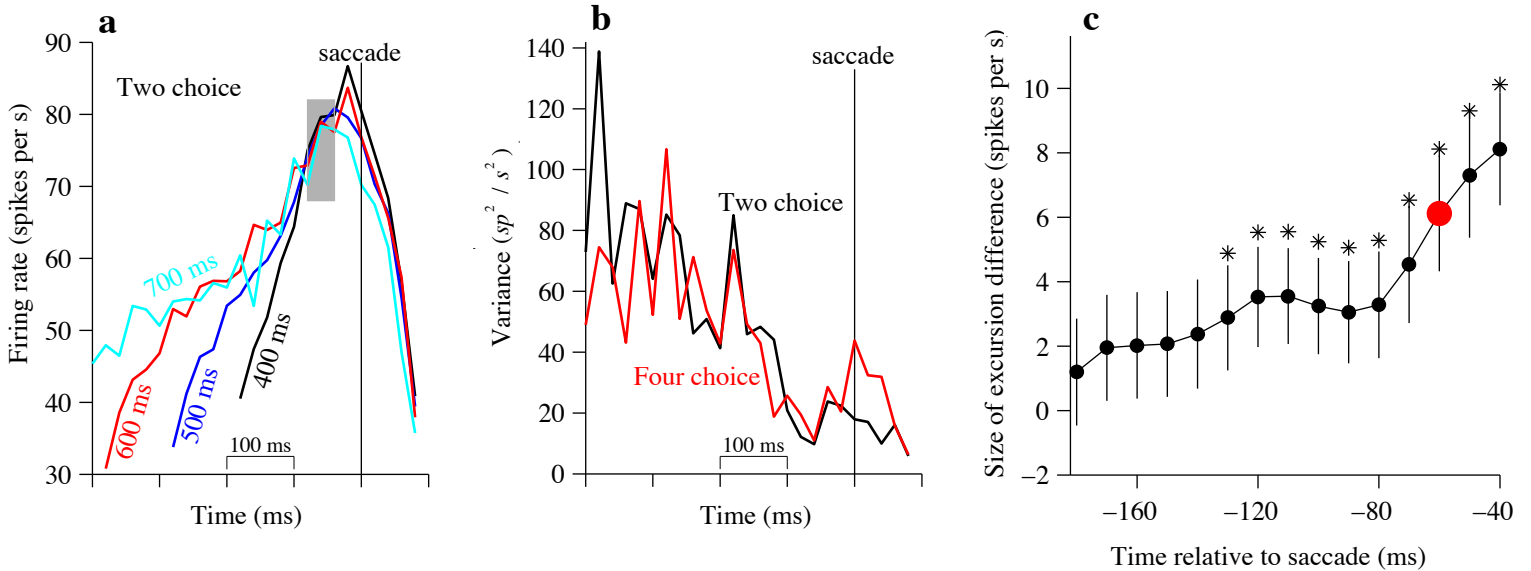 a
90
80
70
60
50
40
30
Firing rate (spikes per s)
Two choice
saccade
700 ms
600 ms
500 ms
400 ms
100 ms
Time (ms)
b
140
120
100
80
60
40
20
0
Variance (sp² / s²)
saccade
Two choice
Four choice
100 ms
Time (ms)
c
10
8
6
4
2
0
−2
Size of excursion difference (spikes per s)
−160
−120
−80
−40
Time relative to saccade (ms)